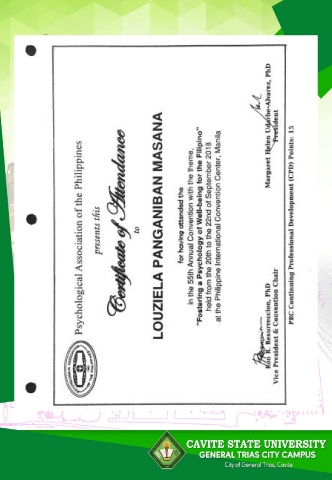 Psychological Association of the Philippines
presents this
Certificate of Attendance
to
LOUZIELA PANGANIBAN MASANA
for having attended the
in the 55th Annual Convention with the theme,
"Fostering a Psychology of Well-being for the Filipino"
held from the 20th to the 22nd of September 2018
at the Philippine International Convention Center, Manila
Ron R. Resurreccion, PhD
Vice President & Convention Chair
Margaret Helen Udarbe-Alvarez, PhD
President
PRC Continuing Professional Development (CPD) Points: 15
CAVITE STATE UNIVERSITY
GENERAL TRIAS CITY CAMPUS
City of General Trias, Cavite